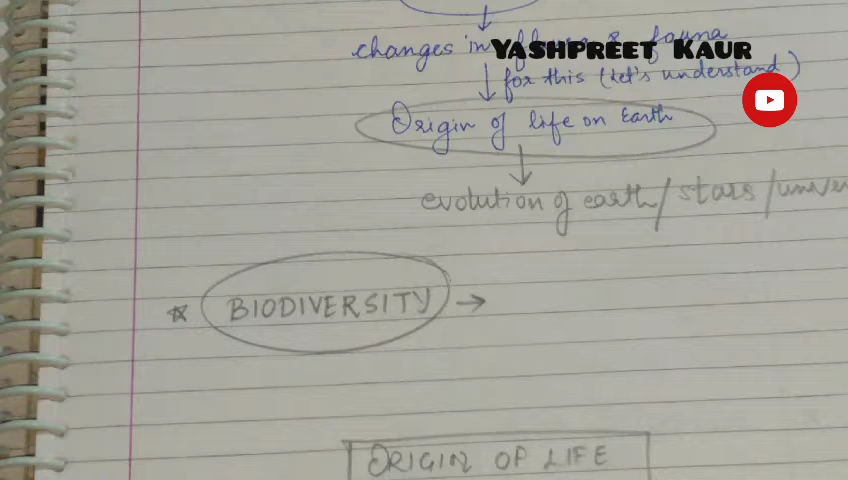 changes in & fauna
YASHPREET KAUR
for this (Let's understand)
Origin of life on Earth
evolution of earth/stars/univer
BIODIVERSITY →
ORIGIN OF LIFE